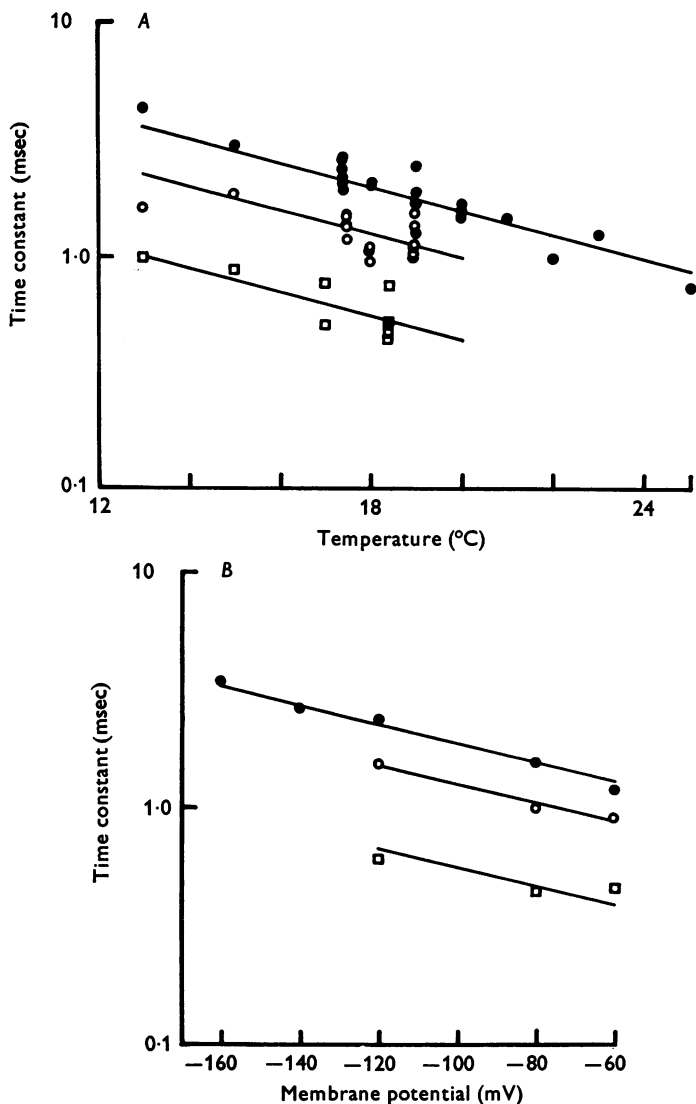 10
A
Time constant (msec)
1·0
0·1
12
18
24
Temperature (°C)
10
B
Time constant (msec)
1·0
0·1
−160
−140
−120
−100
−80
−60
Membrane potential (mV)